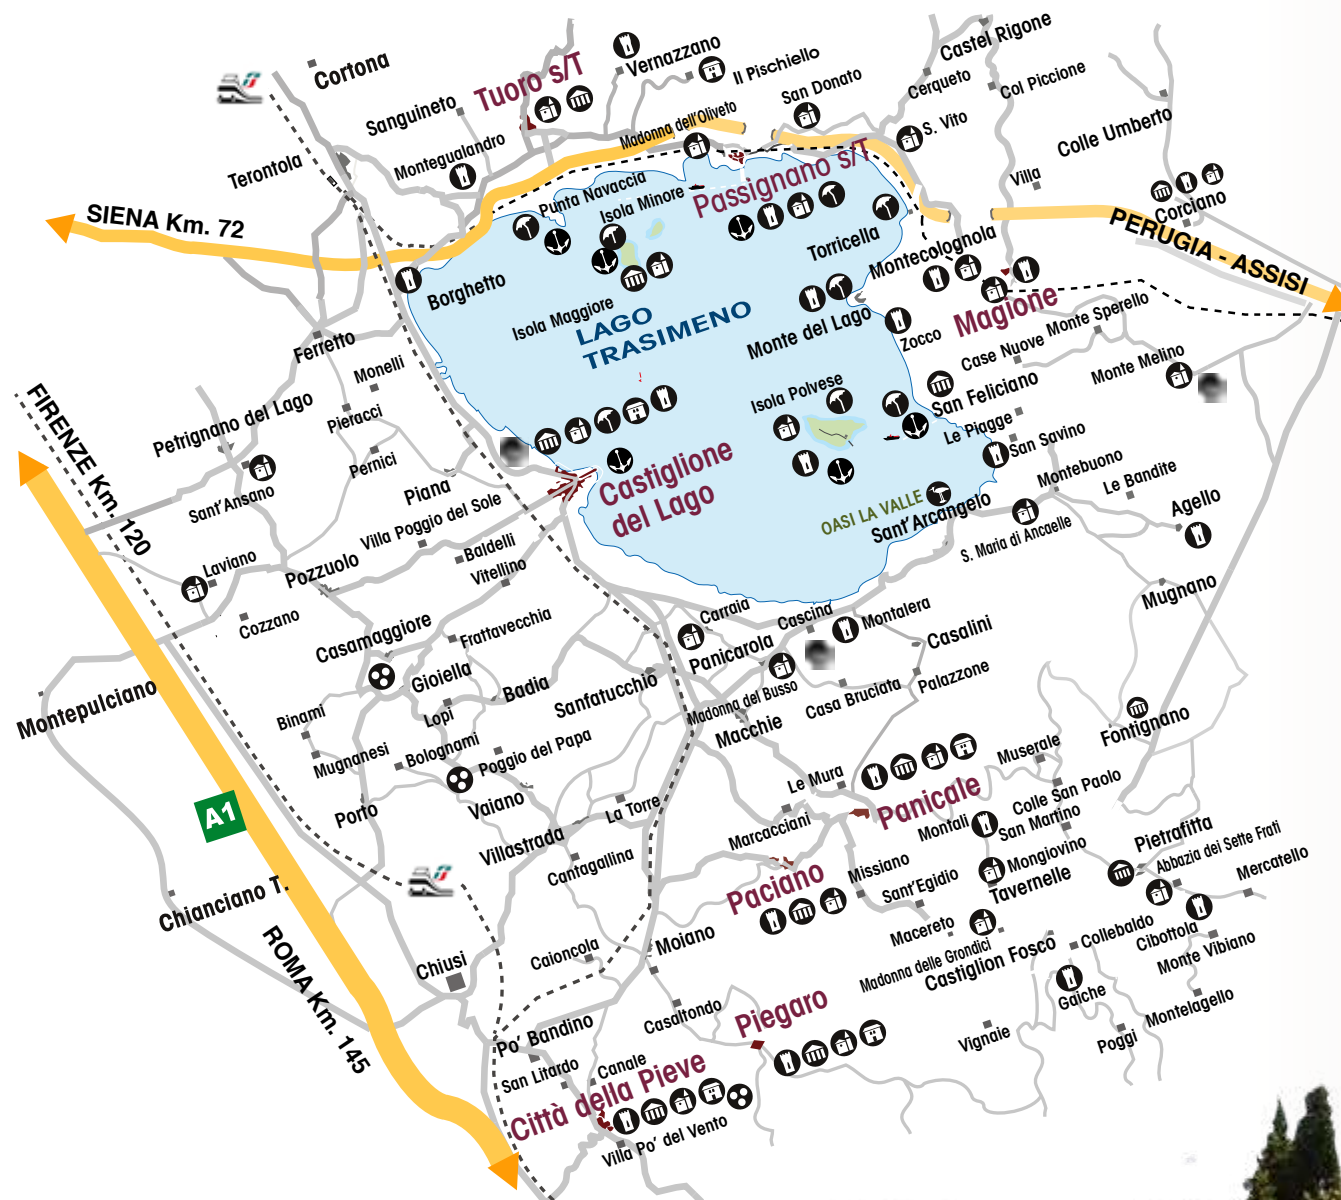 Cortona
Tuoro s/T
Vernazzano
Il Pischiello
Castel Rigone
Cerqueto
Col Piccione
San Donato
Sanguineto
Madonna dell'Oliveto
S. Vito
Colle Umberto
Montegualandro
Terontola
Villa
Corciano
SIENA Km. 72
PERUGIA - ASSISI
Punta Navaccia
Isola Minore
Passignano s/T
Torricella
Montecolognola
Borghetto
Isola Maggiore
LAGO
TRASIMENO
Monte del Lago
Zocco
Magione
Monte Sperello
Case Nuove
Monte Melino
Ferretto
Monelli
Pieracci
Petrignano del Lago
Pernici
Sant'Ansano
Piana
Isola Polvese
San Feliciano
Le Piagge
San Savino
Montebuono
Le Bandite
Agello
Castiglione
del Lago
OASI LA VALLE
Sant'Arcangelo
S. Maria di Ancaelle
Mugnano
FIRENZE Km. 120
Villa Poggio del Sole
Baldelli
Vitellino
Laviano
Pozzuolo
Cozzano
Casamaggiore
Frattavecchia
Gioiella
Badia
Lopi
Sanfatucchio
Carraia
Cascina
Montalera
Panicarola
Casalini
Palazzone
Madonna del Busso
Casa Bruciata
Macchie
Montepulciano
Binami
Mugnanesi
Bolognami
Poggio del Papa
Porto
Vaiano
La Torre
Villastrada
Cantagallina
A1
Le Mura
Marcacciani
Panicale
Muserale
Fontignano
Colle San Paolo
San Martino
Montali
Mongiovino
Pietrafitta
Abbazia dei Sette Frati
Mercatello
Paciano
Missiano
Sant'Egidio
Tavernelle
Macereto
Madonna delle Grondici
Castiglion Fosco
Collebaldo
Cibottola
Monte Vibiano
Gaiche
Montelagello
Poggi
Vignaie
Chianciano T.
ROMA Km. 145
Chiusi
Caioncola
Moiano
Casaltondo
Piegaro
Po' Bandino
San Litardo
Canale
Città della Pieve
Villa Po' del Vento